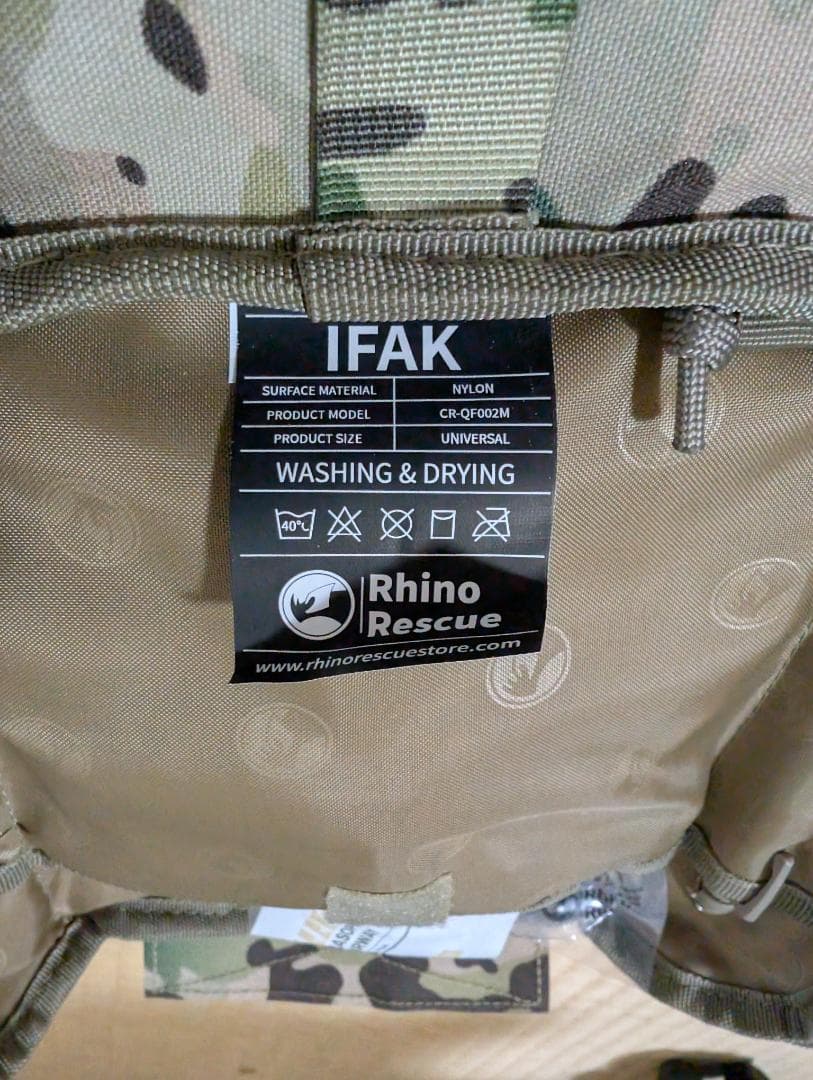 IFAK
SURFACE MATERIAL NYLON
PRODUCT MODEL CR-QF002M
PRODUCT SIZE UNIVERSAL
WASHING & DRYING
40°C
Rhino
Rescue
www.rhinorescuestore.com